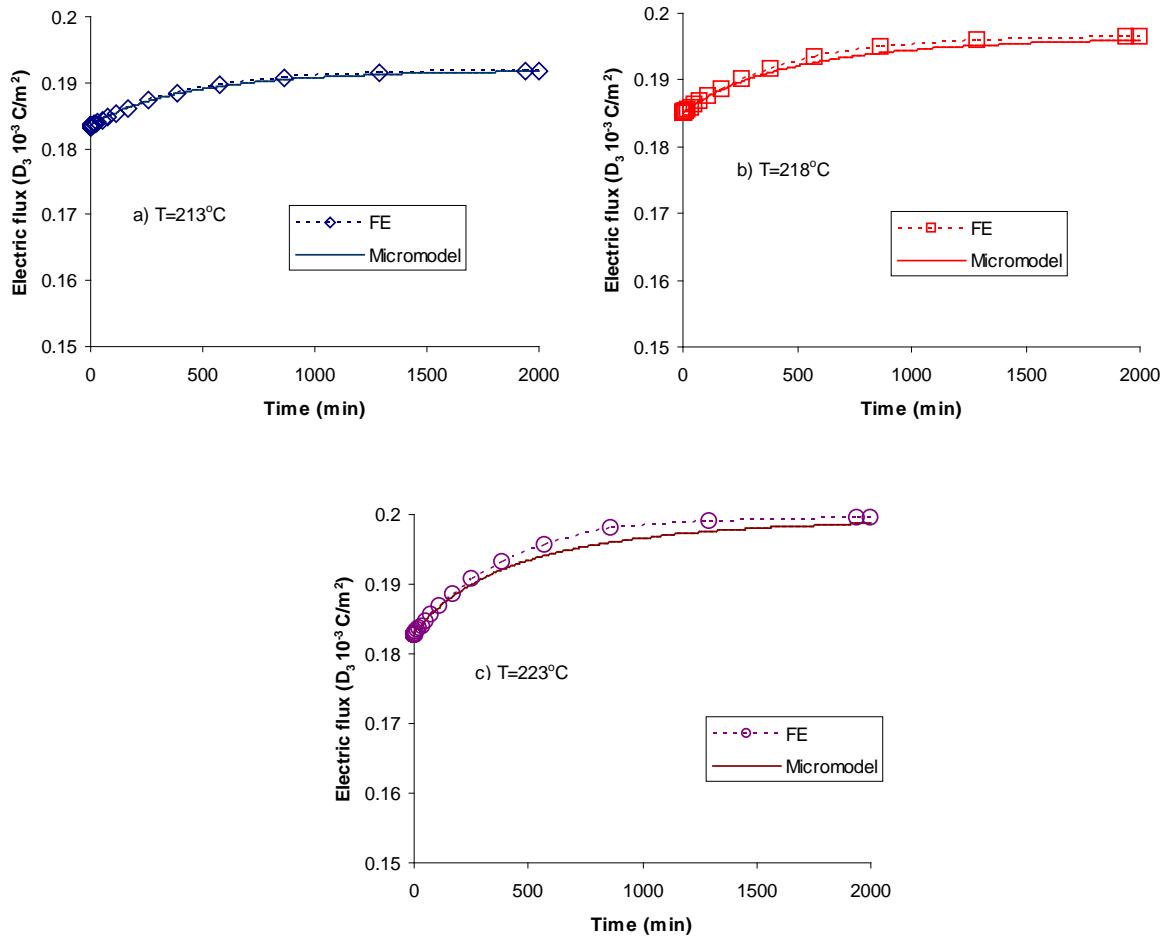 0.2
0.19
0.18
0.17
0.16
0.15
Electric flux (D₃ 10⁻³ C/m²)
a) T=213°C
FE
Micromodel
0 500 1000 1500 2000
Time (min)
0.2
0.19
0.18
0.17
0.16
0.15
Electric flux (D₃ 10⁻³ C/m²)
b) T=218°C
FE
Micromodel
0 500 1000 1500 2000
Time (min)
0.2
0.19
0.18
0.17
0.16
0.15
Electric flux (D₃ 10⁻³ C/m²)
c) T=223°C
FE
Micromodel
0 500 1000 1500 2000
Time (min)